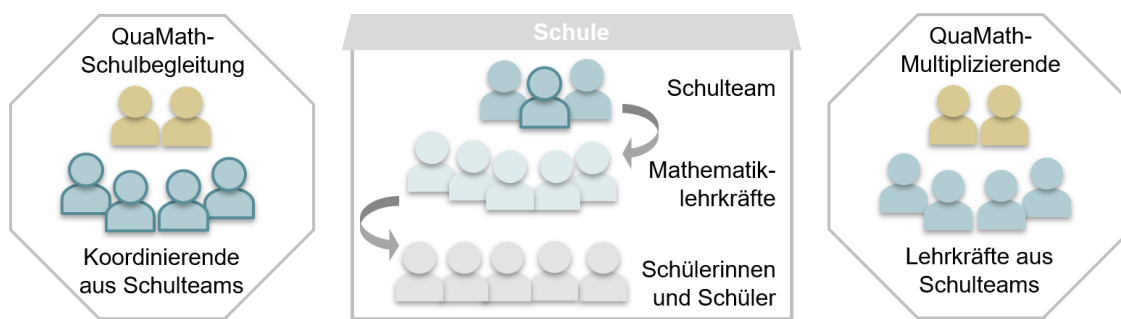 QuaMath-
Schulbegleitung
Koordinierende
aus Schulteams
Schule
Schulteam
Mathematik-
lehrkräfte
Schülerinnen
und Schüler
QuaMath-
Multiplizierende
Lehrkräfte aus
Schulteams